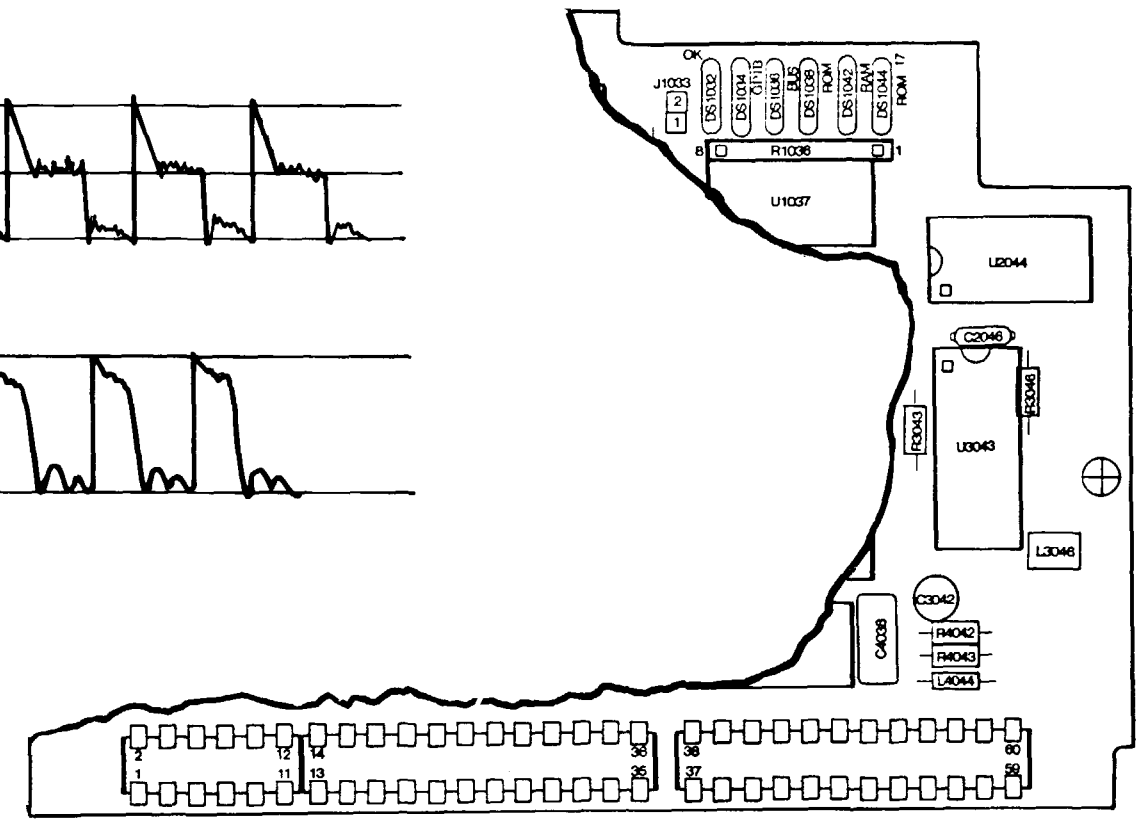 OK
J1033
2
1
DS1032
DS1034
GPIB
DS1036
BUS
DS1038
ROM
DS1042
RAM
DS1044
ROM
17
8
R1036
1
U1037
U2044
C2046
R3046
R3043
U3043
L3046
C3042
C4038
R4042
R4043
L4044
2
12
14
36
38
60
1
11
13
35
37
59